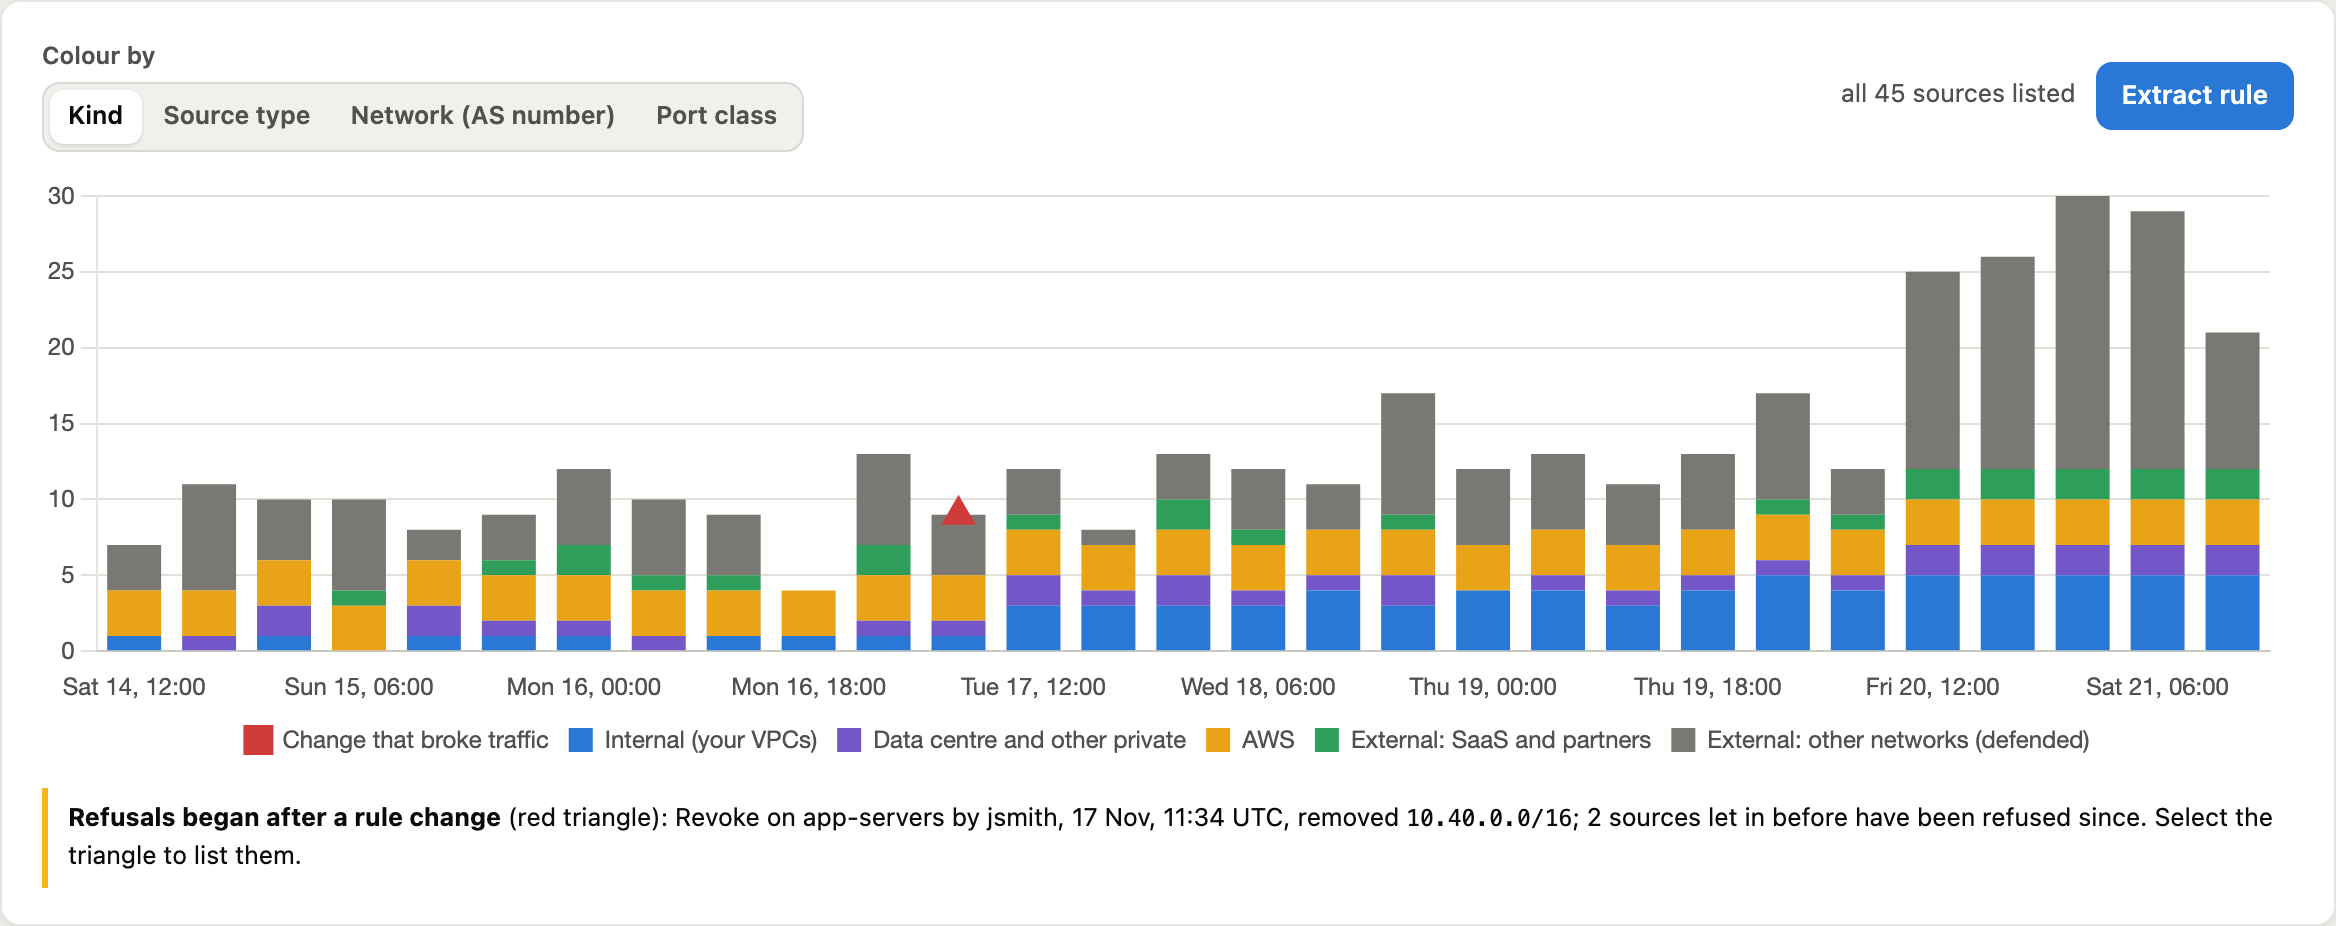 Colour by
Kind Source type Network (AS number) Port class
all 45 sources listed Extract rule
30
25
20
15
10
5
0
Sat 14, 12:00 Sun 15, 06:00 Mon 16, 00:00 Mon 16, 18:00 Tue 17, 12:00 Wed 18, 06:00 Thu 19, 00:00 Thu 19, 18:00 Fri 20, 12:00 Sat 21, 06:00
Change that broke traffic Internal (your VPCs) Data centre and other private AWS External: SaaS and partners External: other networks (defended)
Refusals began after a rule change (red triangle): Revoke on app-servers by jsmith, 17 Nov, 11:34 UTC, removed 10.40.0.0/16; 2 sources let in before have been refused since. Select the
triangle to list them.